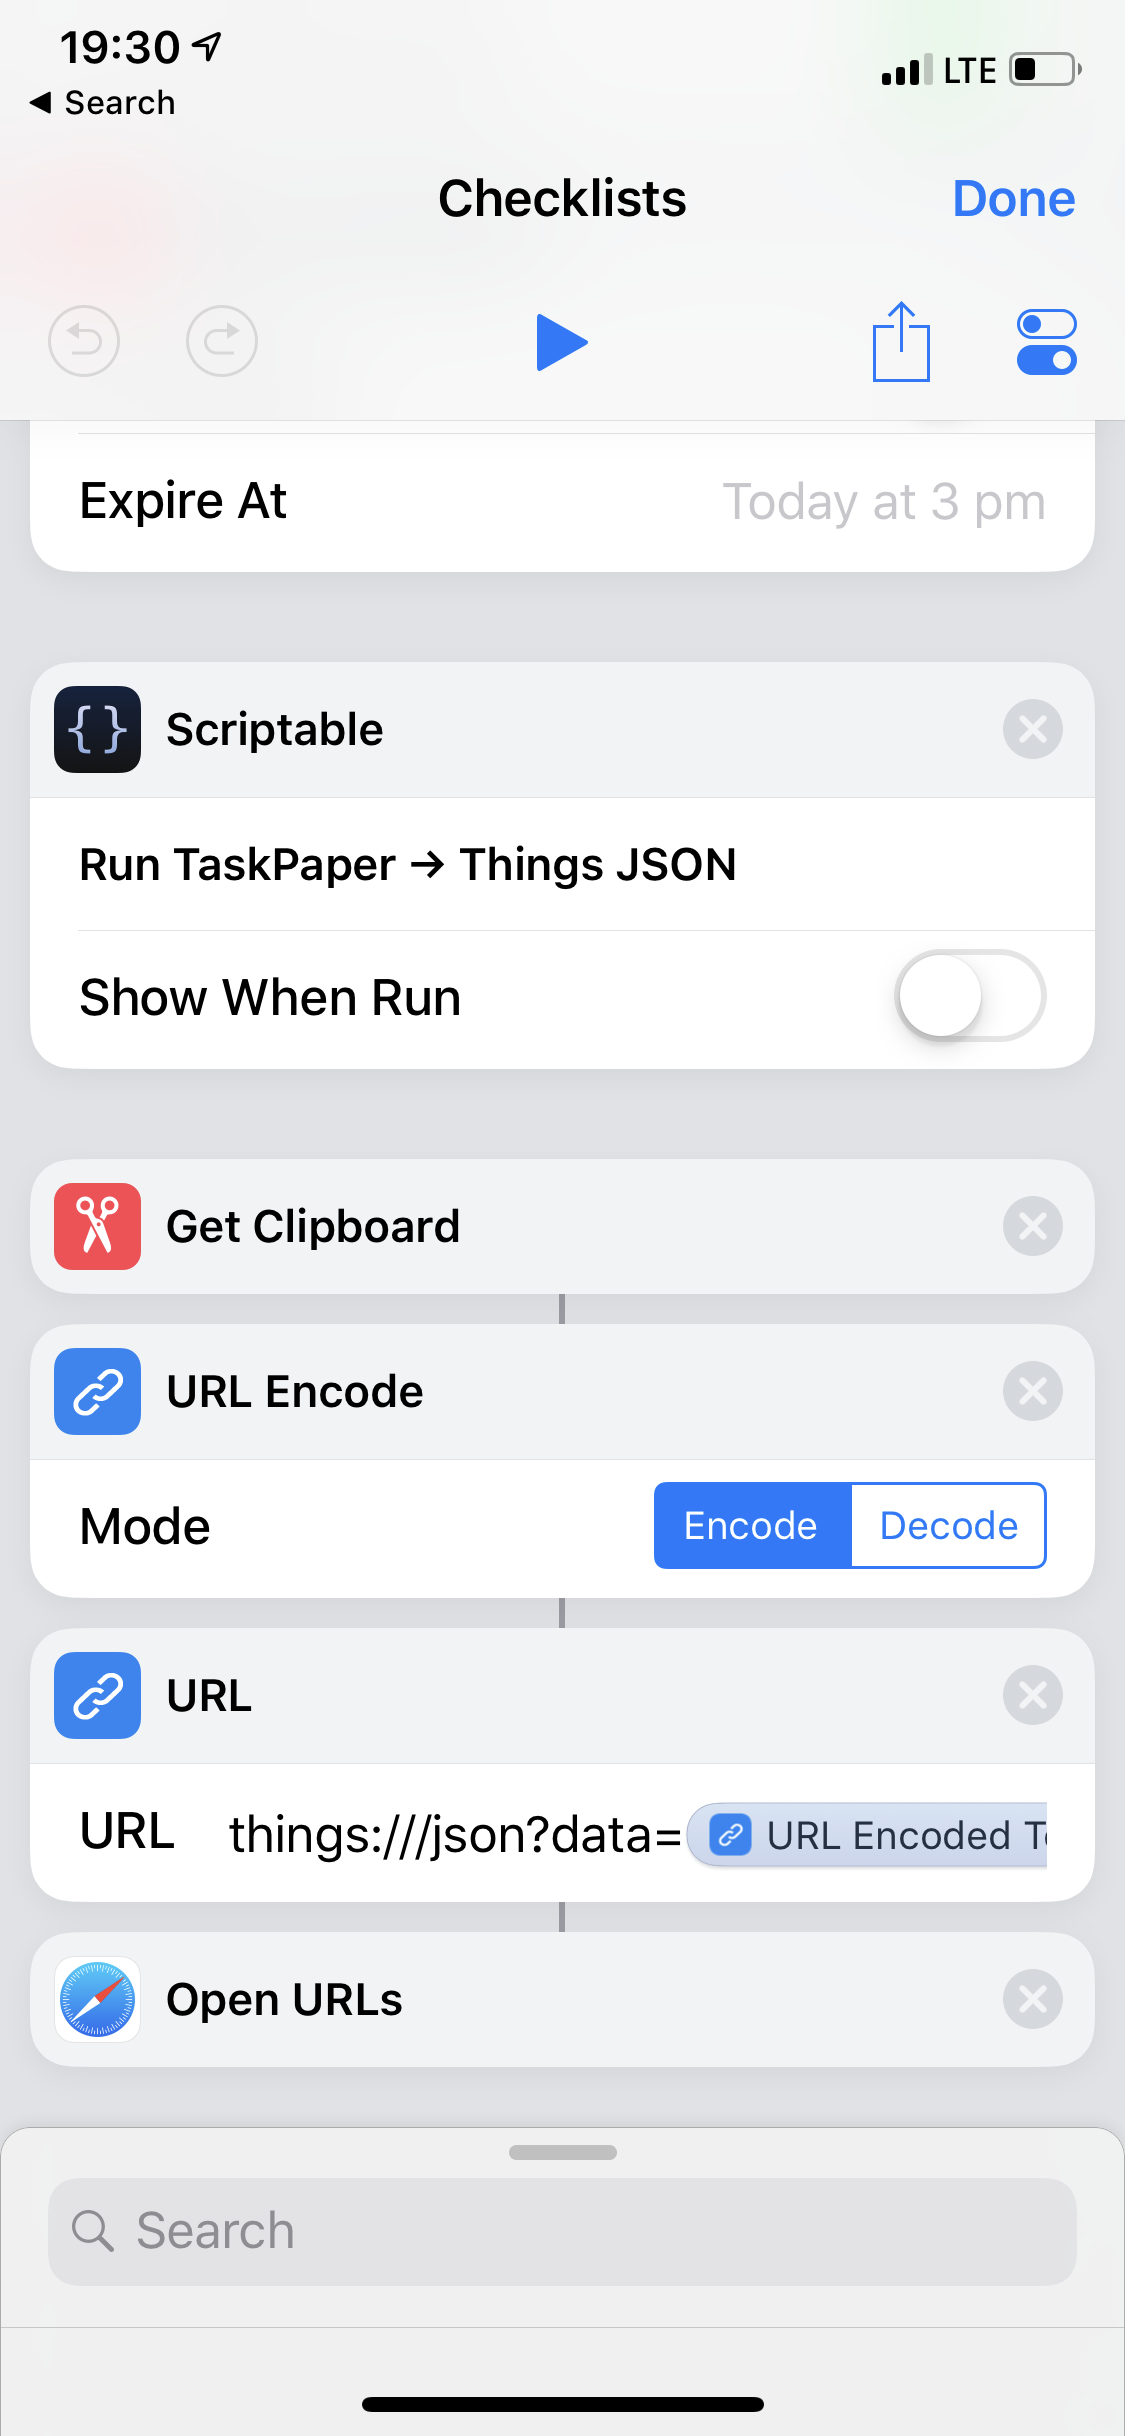 19:30
LTE
◀ Search
Checklists
Done
Expire At
Today at 3 pm
{ }
Scriptable
Run TaskPaper → Things JSON
Show When Run
Get Clipboard
URL Encode
Mode
Encode
Decode
URL
URL things:///json?data= URL Encoded
Open URLs
Search